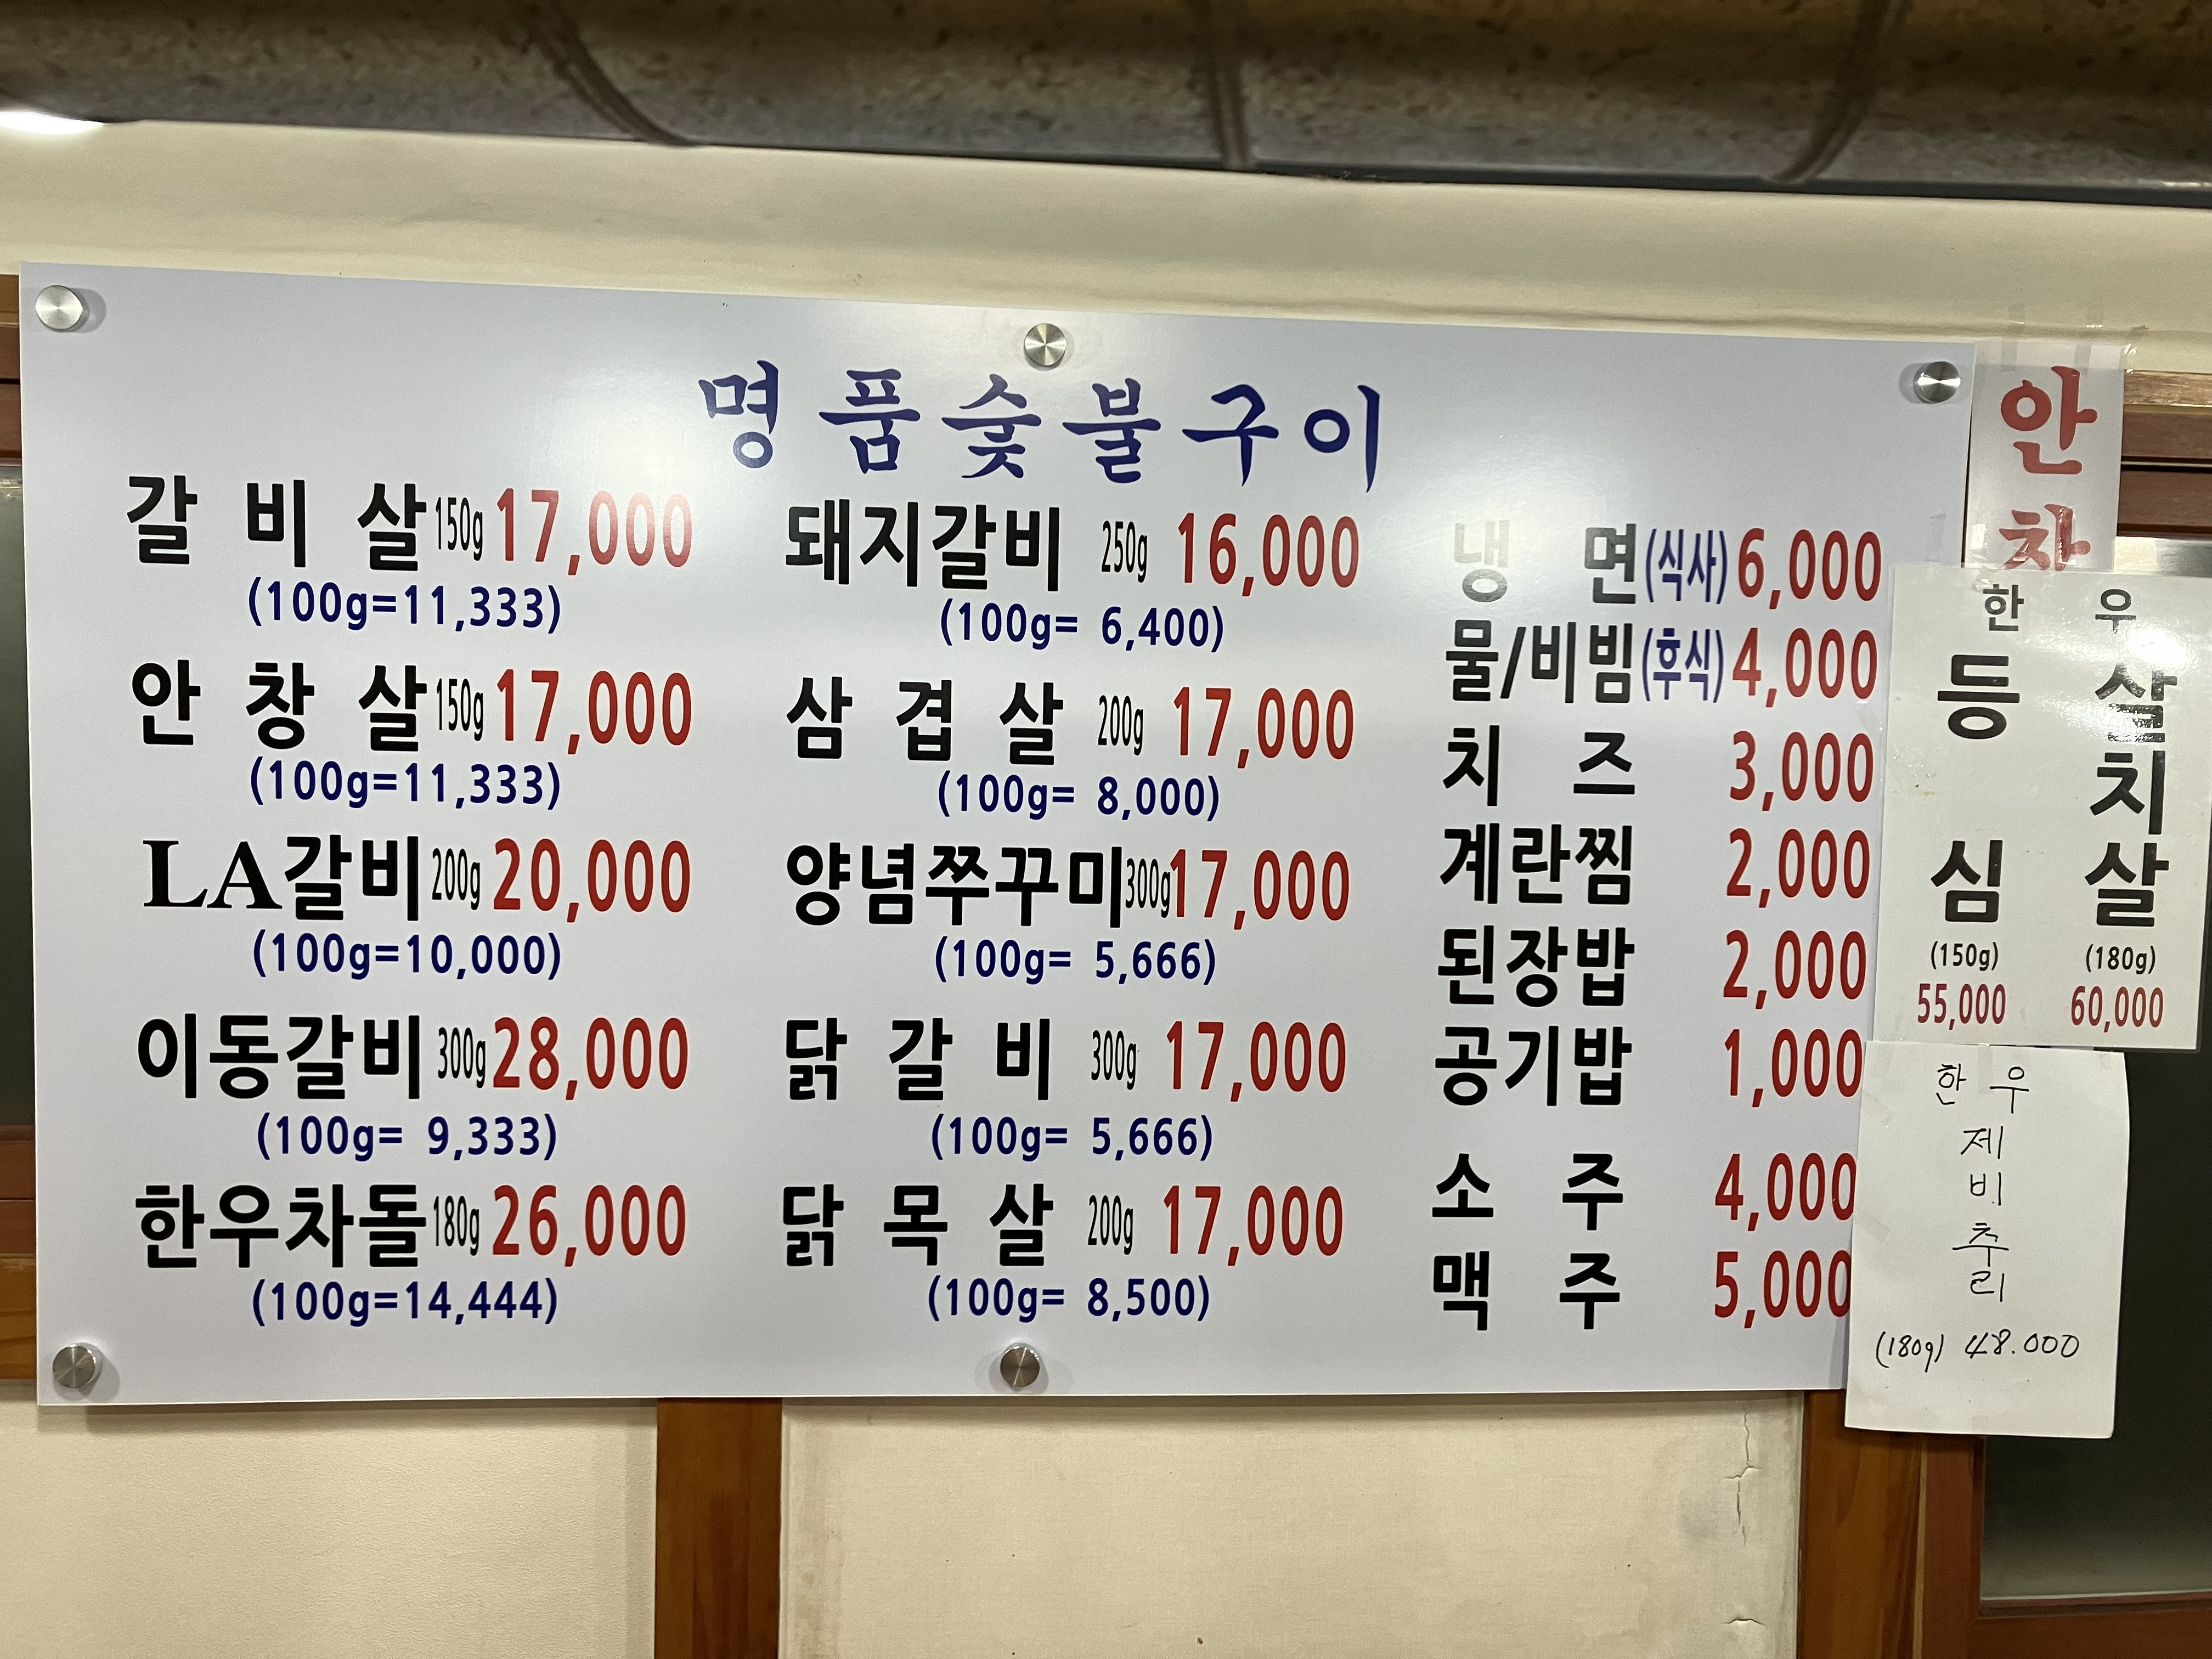 명품숯불구이
갈비살 150g 17,000
(100g=11,333)
안창살 150g 17,000
(100g=11,333)
LA갈비 200g 20,000
(100g=10,000)
이동갈비 300g 28,000
(100g= 9,333)
한우차돌 180g 26,000
(100g=14,444)
돼지갈비 250g 16,000
(100g= 6,400)
삼겹살 200g 17,000
(100g= 8,000)
양념쭈꾸미 300g 17,000
(100g= 5,666)
닭갈비 300g 17,000
(100g= 5,666)
닭목살 200g 17,000
(100g= 8,500)
냉면(식사) 6,000
물/비빔(후식) 4,000
치즈 3,000
계란찜 2,000
된장밥 2,000
공기밥 1,000
소주 4,000
맥주 5,000
안
한우
등심
(150g)
55,000
살치살
(180g)
60,000
한우
제비추리
(180g) 48.000